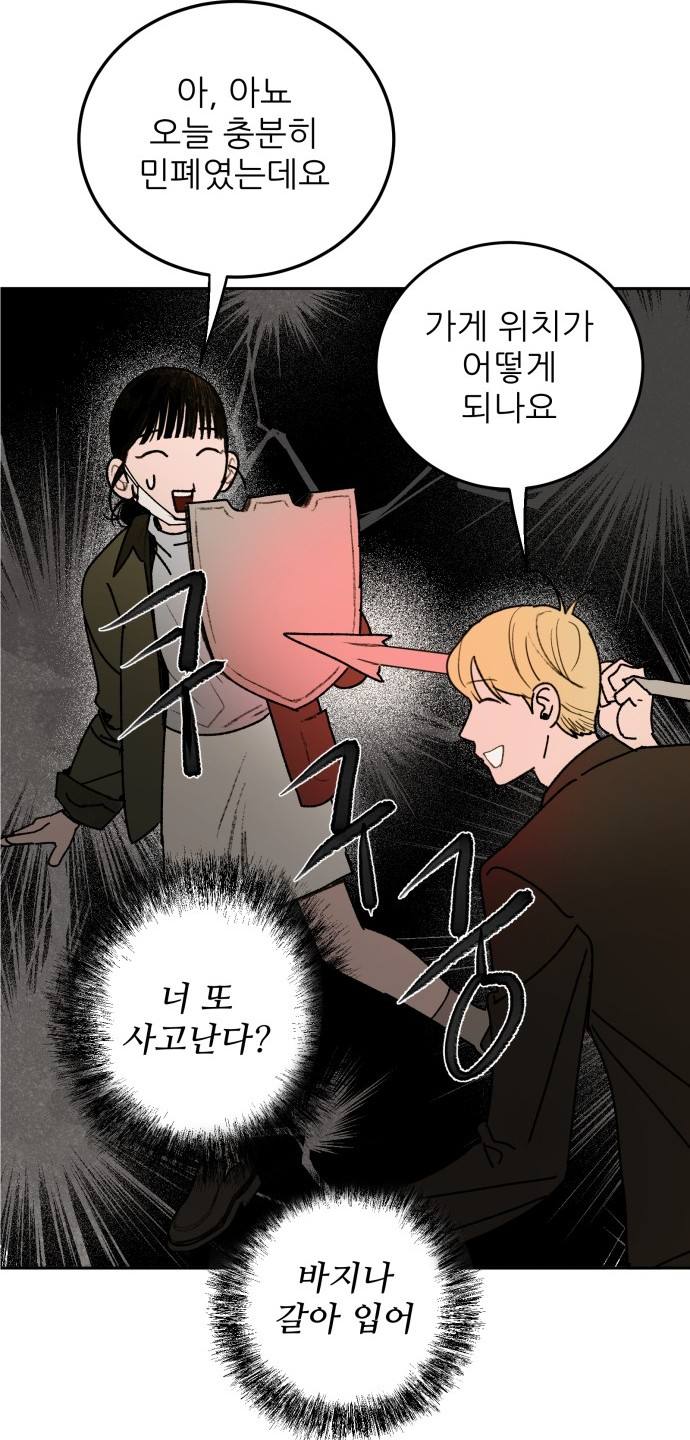 아, 아뇨
오늘 충분히
민폐였는데요
가게 위치가
어떻게
되나요
쿠
구
궁
너 또
사고난다?
바지나
갈아 입어